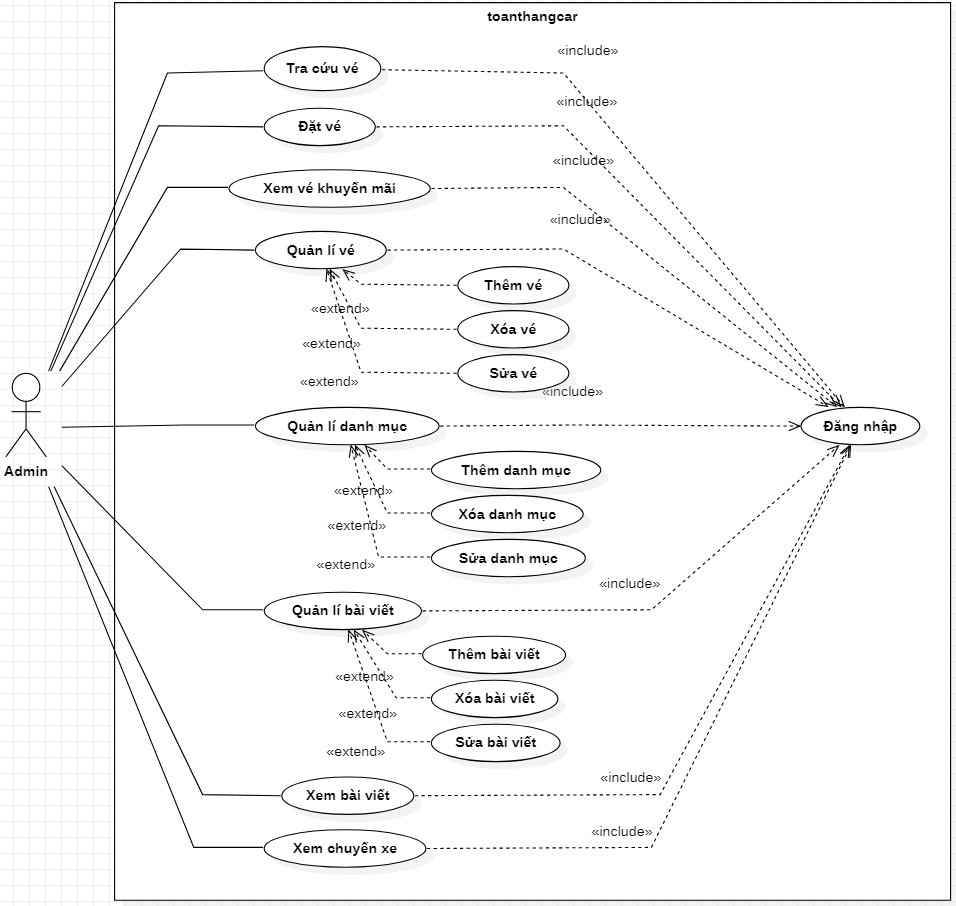 toanthangcar
«include»
Tra cứu vé
«include»
Đặt vé
«include»
Xem vé khuyến mãi
«include»
Quản lí vé
Thêm vé
«extend»
Xóa vé
«extend»
Sửa vé
«extend»
«include»
Quản lí danh mục
Đăng nhập
Admin
Thêm danh mục
«extend»
Xóa danh mục
«extend»
Sửa danh mục
«extend»
«include»
Quản lí bài viết
Thêm bài viết
«extend»
Xóa bài viết
«extend»
Sửa bài viết
«extend»
«include»
Xem bài viết
«include»
Xem chuyến xe